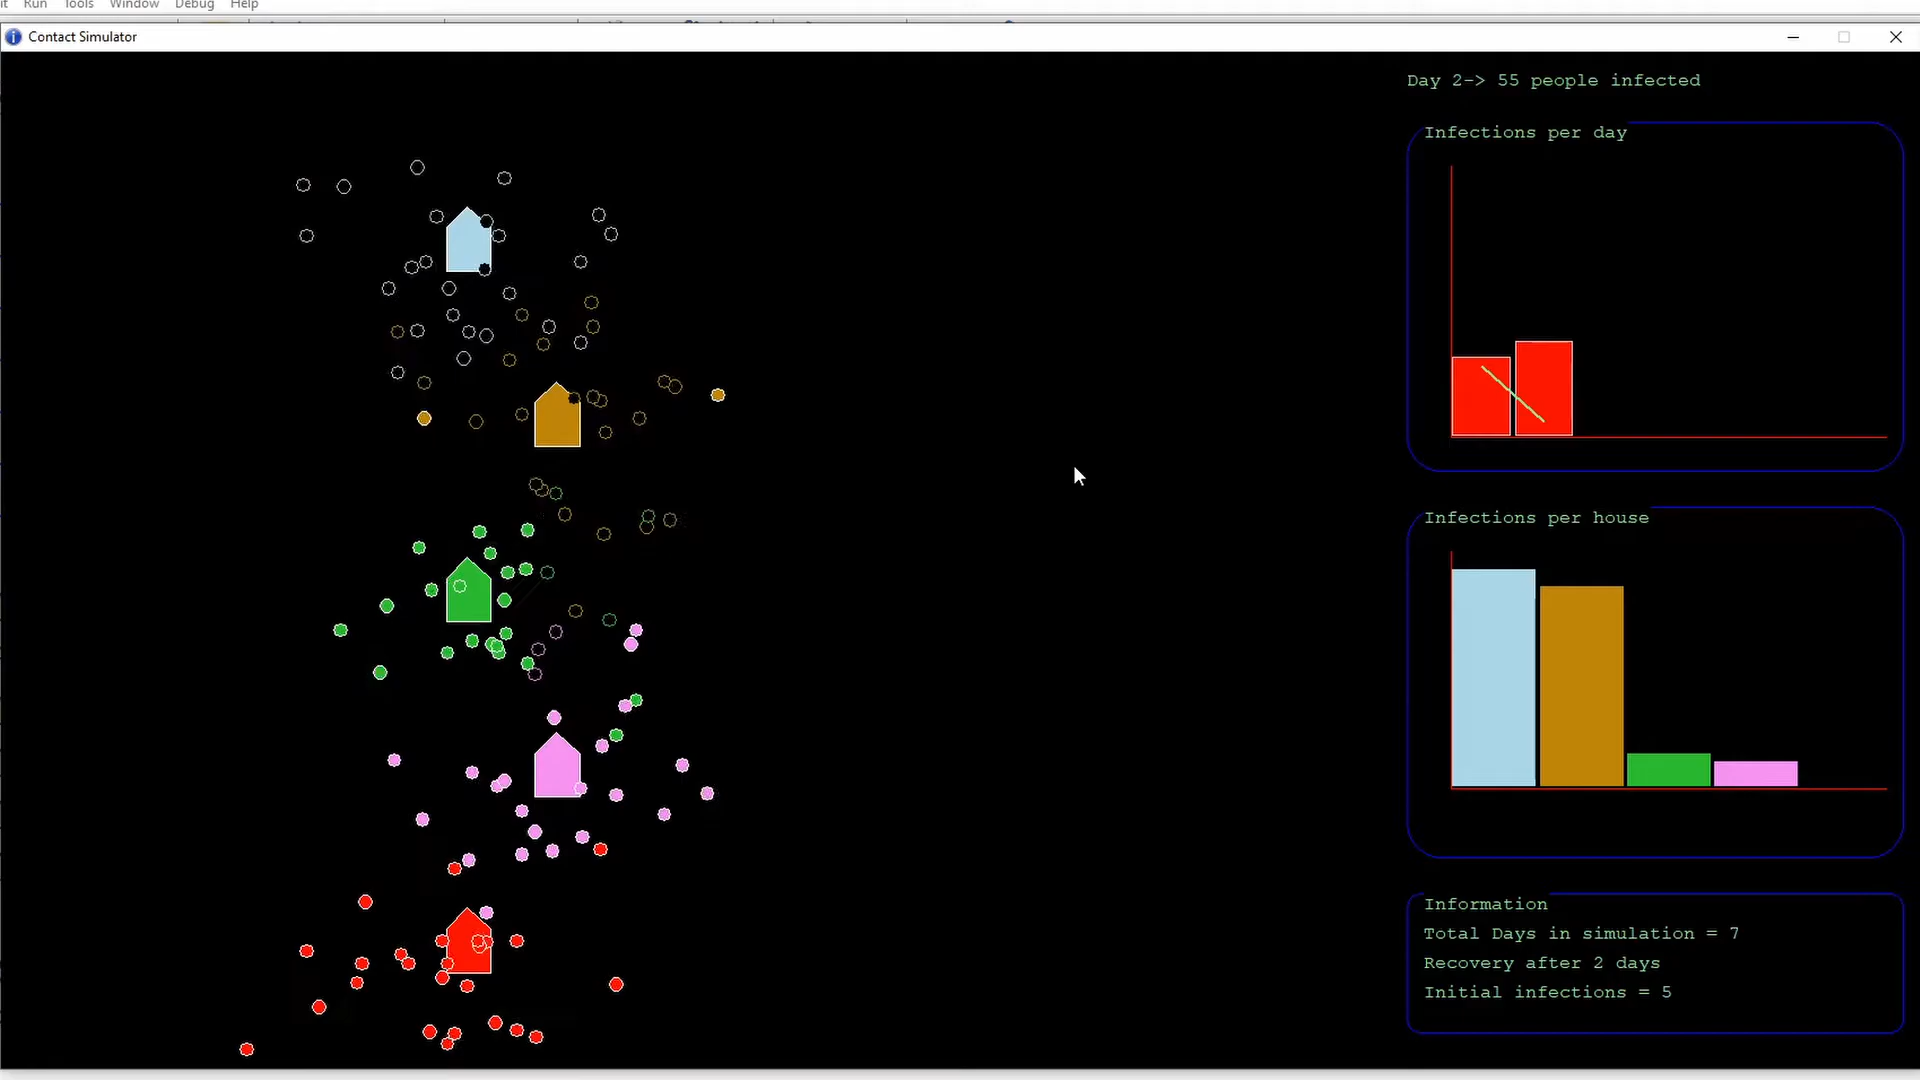 Run Tools Window Debug Help
Contact Simulator
Day 2-> 55 people infected
Infections per day
Infections per house
Information
Total Days in simulation = 7
Recovery after 2 days
Initial infections = 5